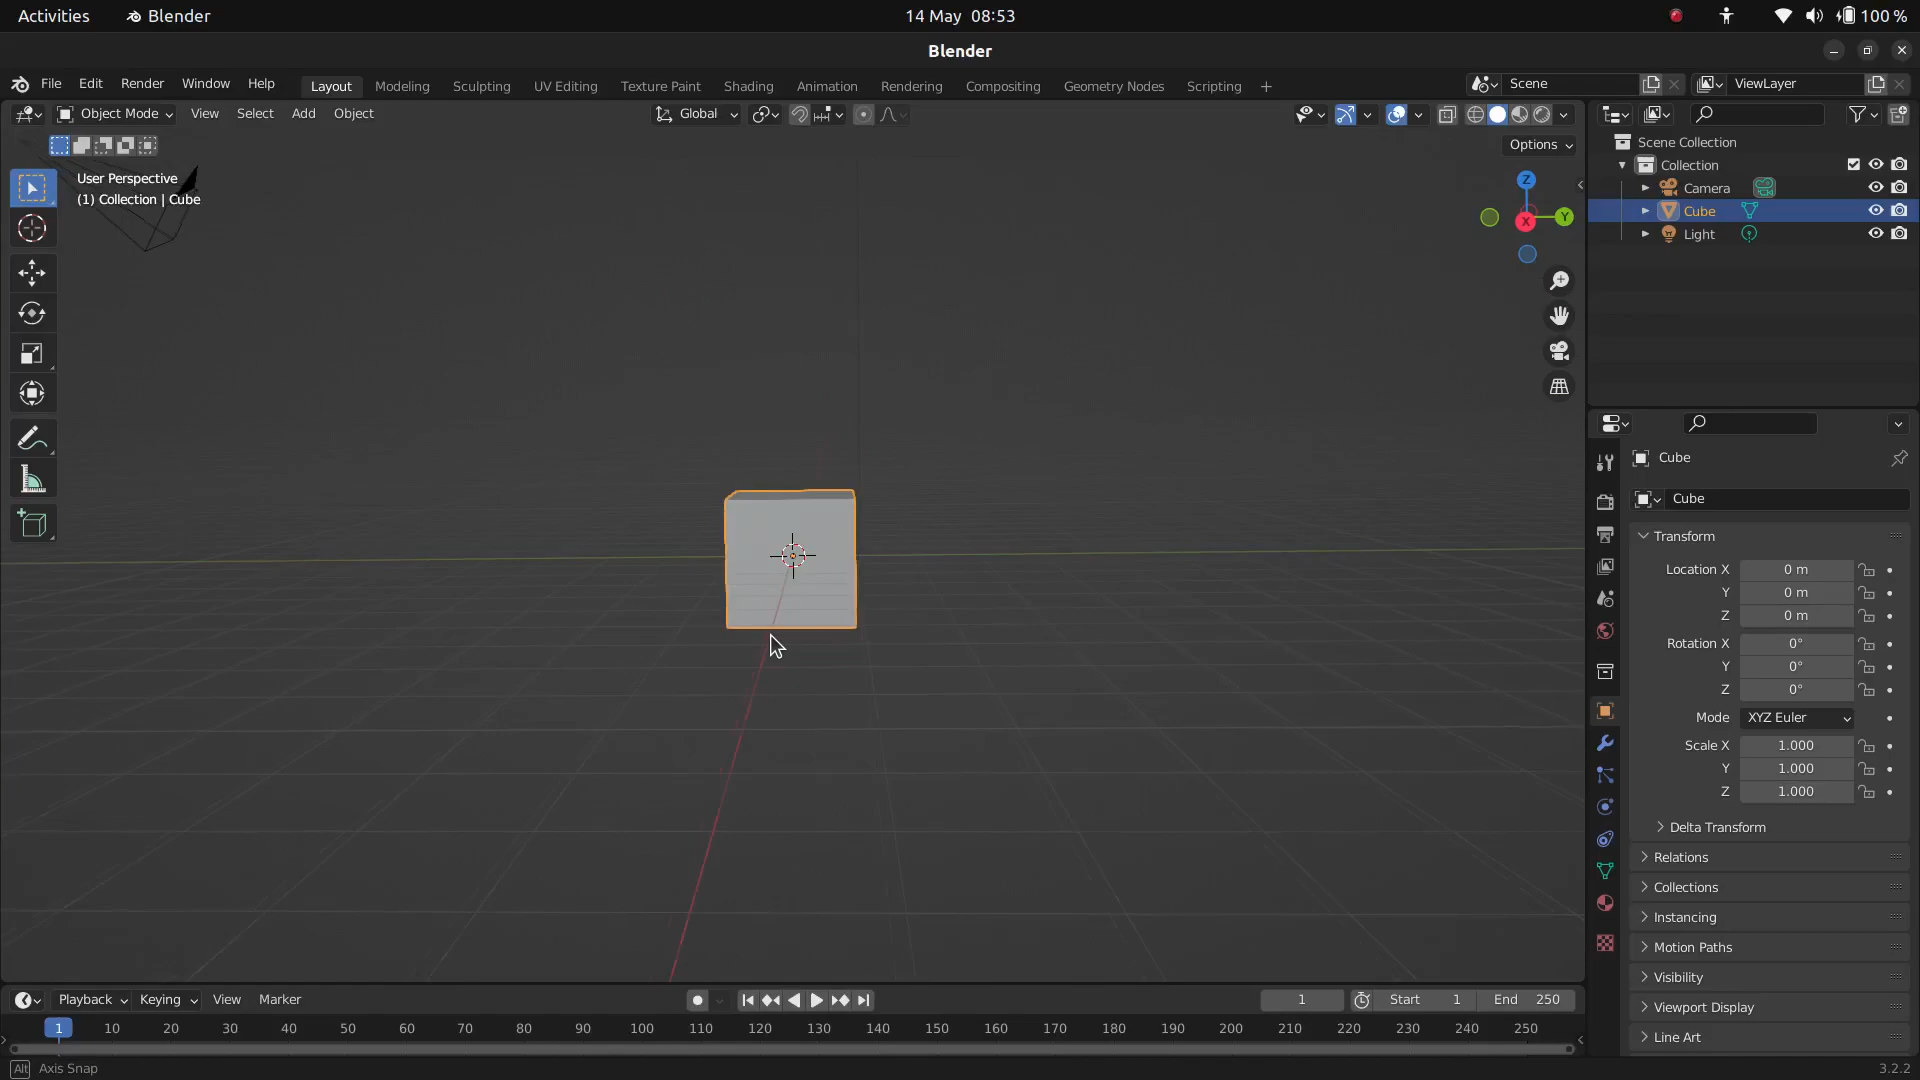 Activities Blender 14 May 08:53 100 %
Blender
File Edit Render Window Help Layout Modeling Sculpting UV Editing Texture Paint Shading Animation Rendering Compositing Geometry Nodes Scripting + Scene ViewLayer
Object Mode View Select Add Object Global
Options
User Perspective
(1) Collection | Cube
Z
Y
X
Scene Collection
Collection
Camera
Cube
Light
Cube
Cube
Transform
Location X 0 m
Y 0 m
Z 0 m
Rotation X 0°
Y 0°
Z 0°
Mode XYZ Euler
Scale X 1.000
Y 1.000
Z 1.000
Delta Transform
Relations
Collections
Instancing
Motion Paths
Visibility
Viewport Display
Line Art
Playback Keying View Marker 1 Start 1 End 250
1 10 20 30 40 50 60 70 80 90 100 110 120 130 140 150 160 170 180 190 200 210 220 230 240 250
Alt Axis Snap 3.2.2